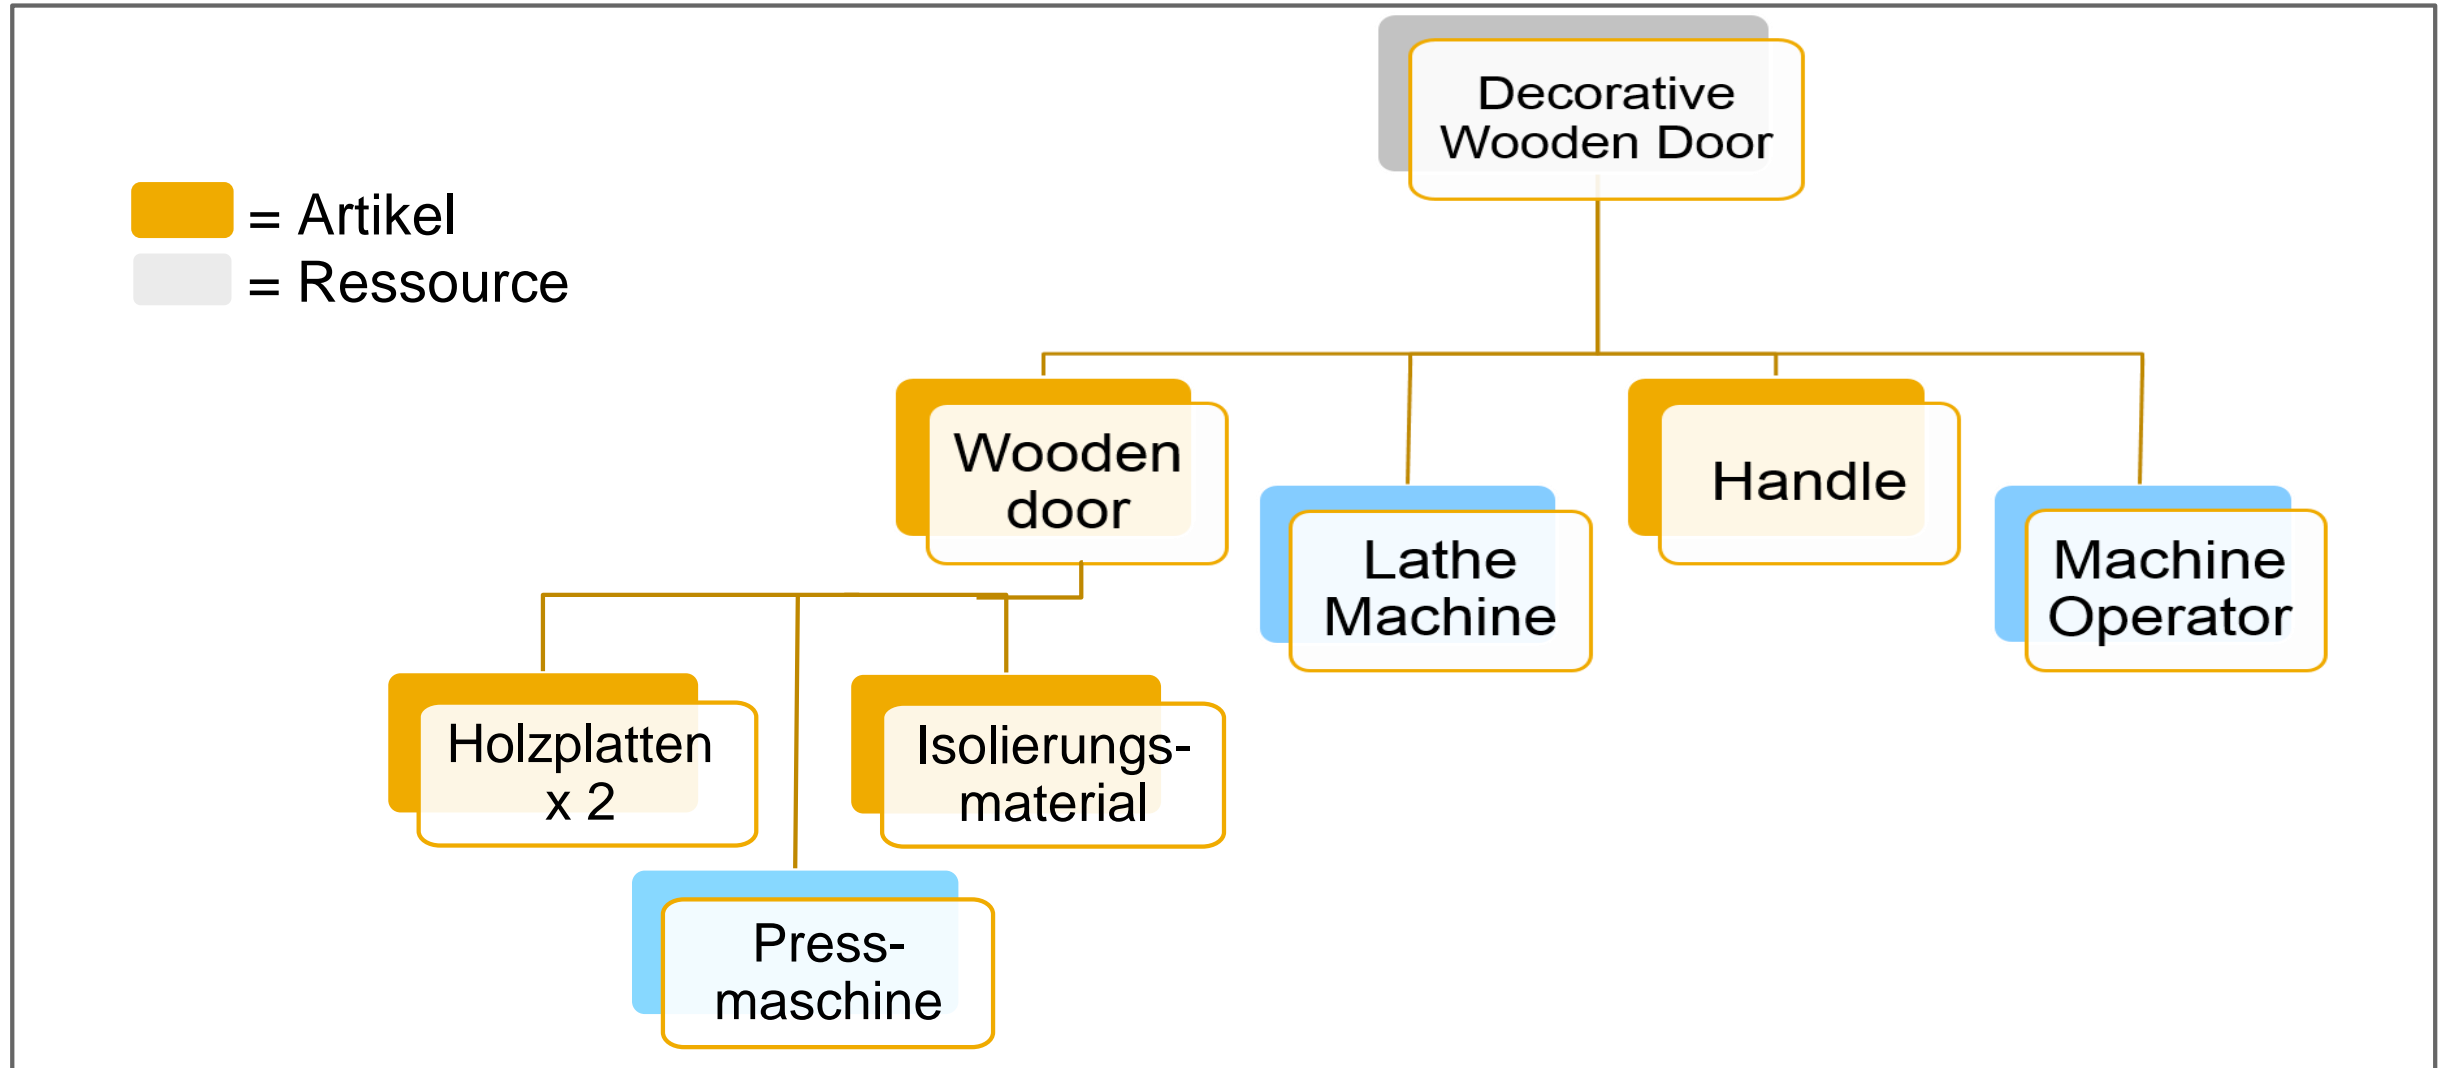 Decorative
Wooden Door
= Artikel
= Ressource
Wooden
door
Lathe
Machine
Handle
Machine
Operator
Holzplatten
x 2
Isolierungs-
material
Press-
maschine